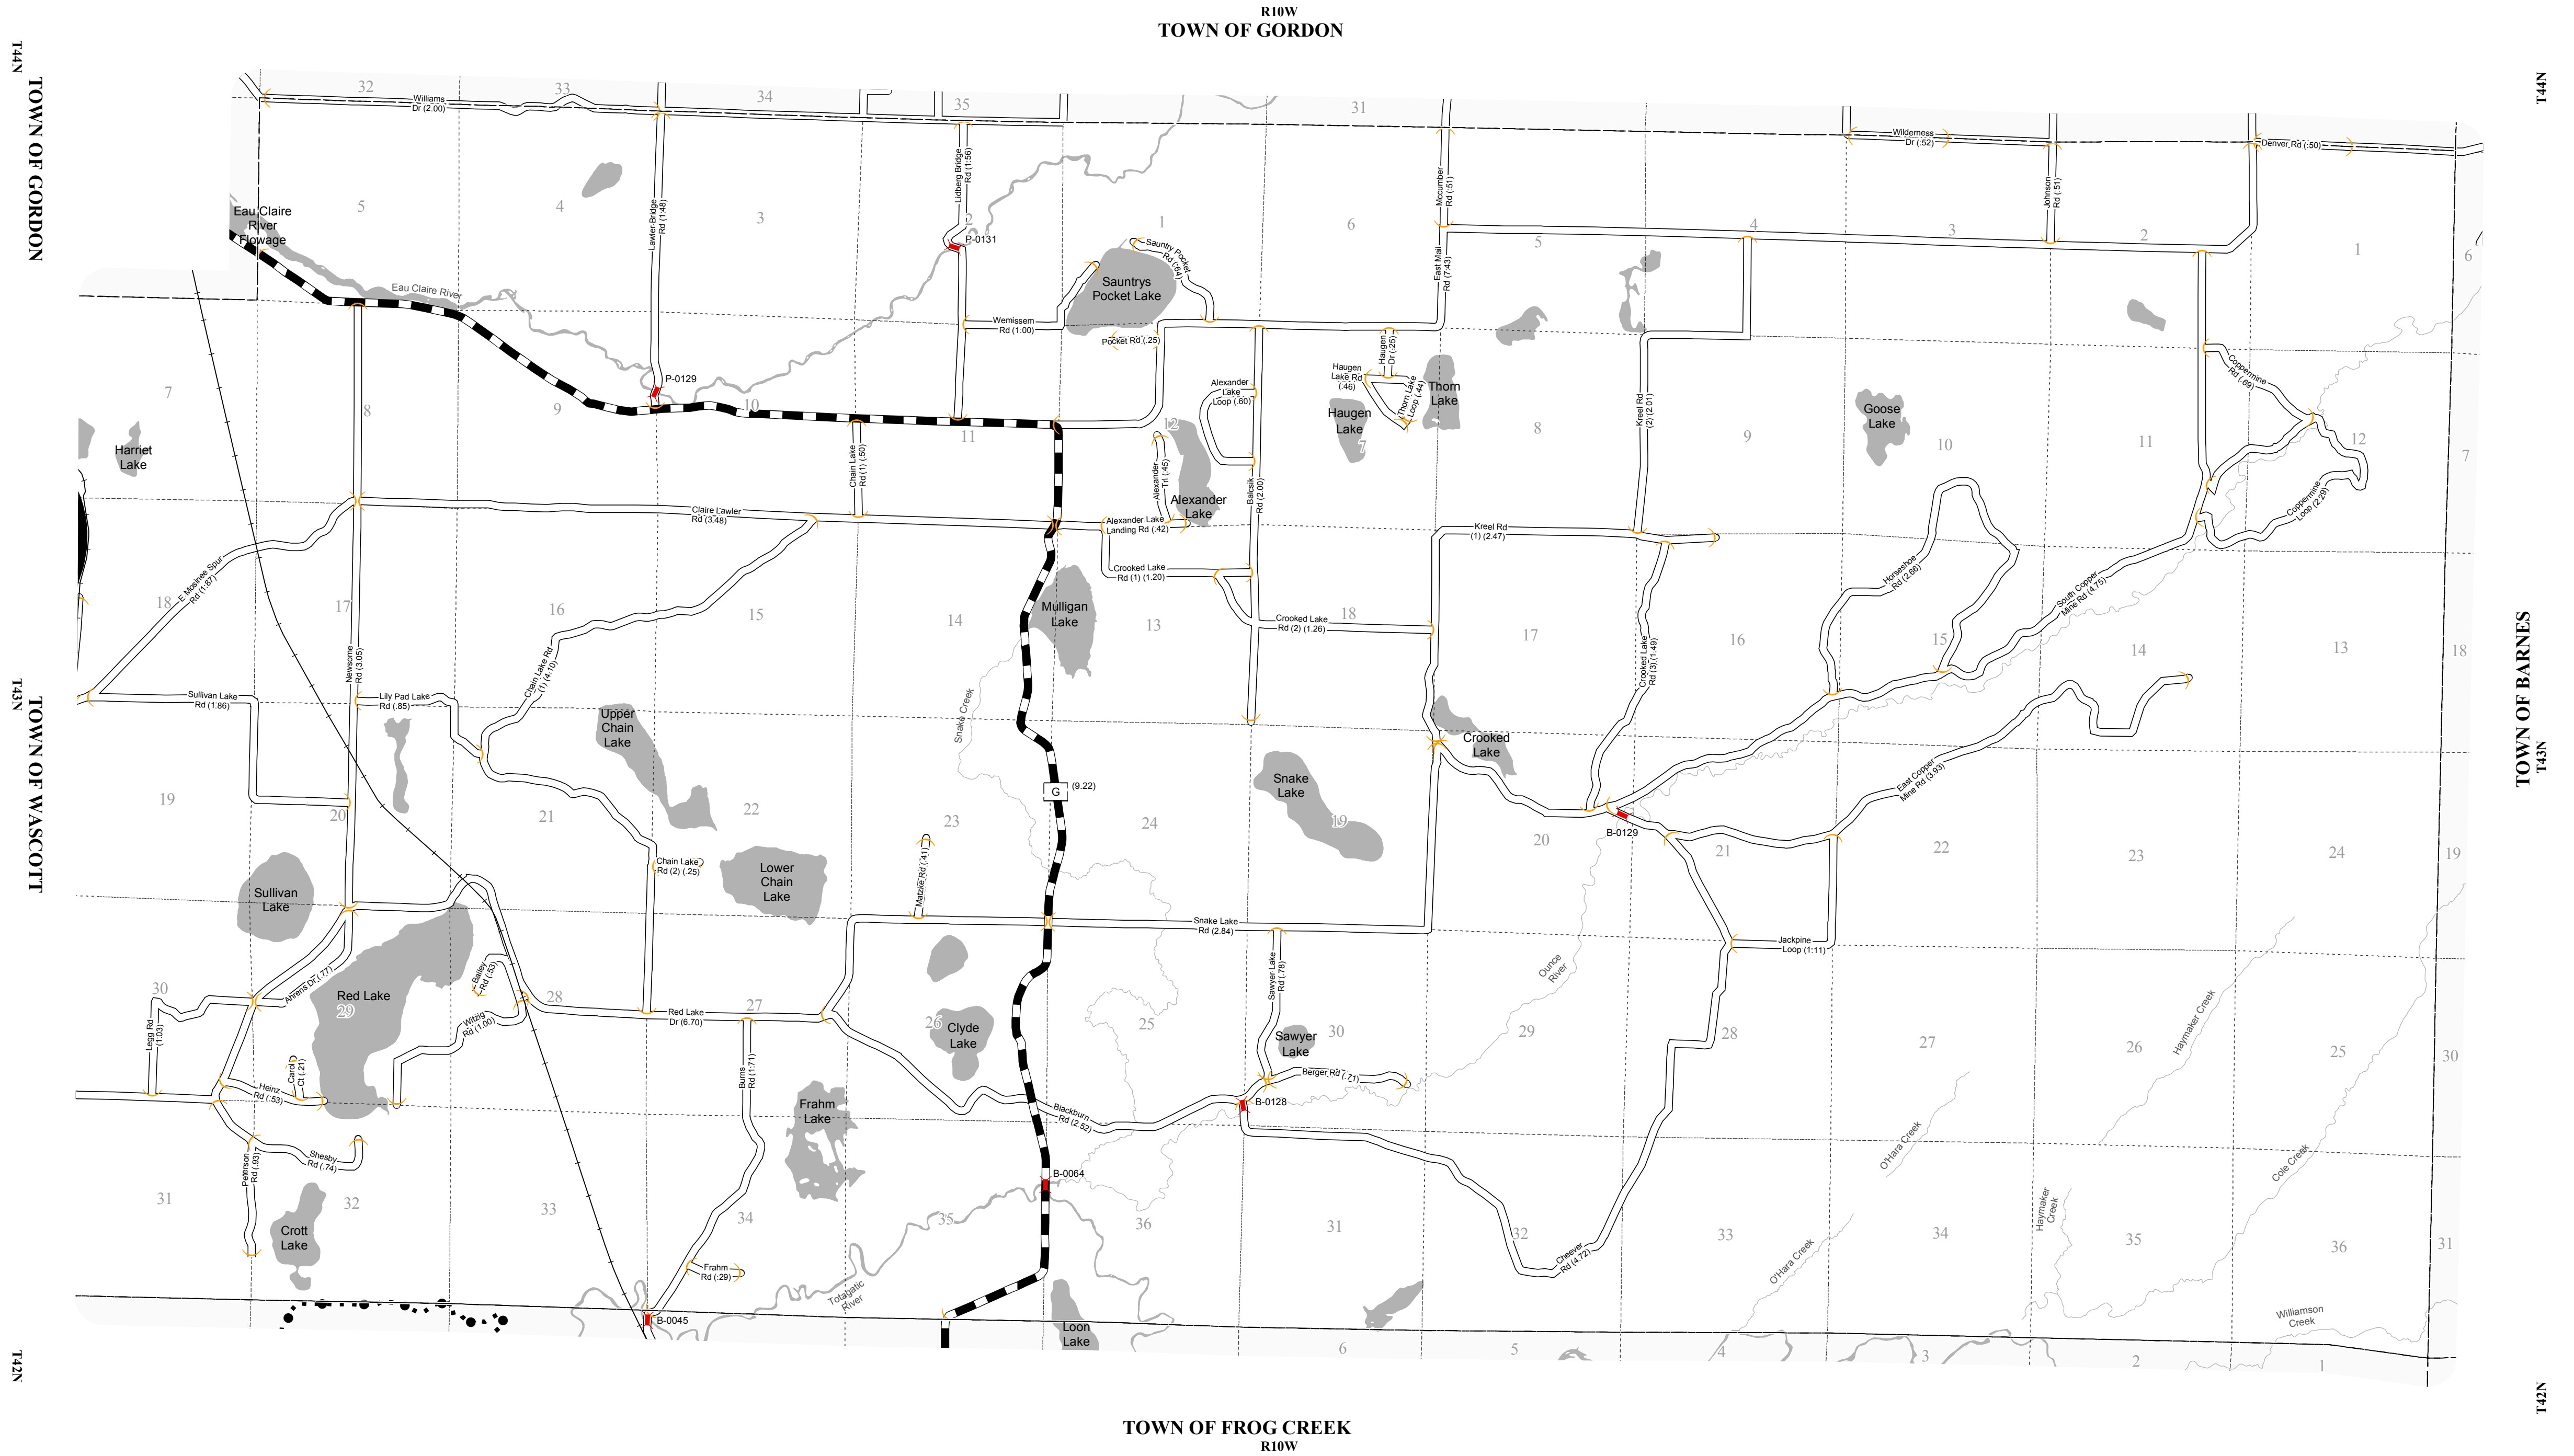 R10W
TOWN OF GORDON
T44N
TOWN OF GORDON
T44N
32
33
34
35
31
Williams
Dr (2.00)
Wilderness
Dr (.52)
Denver Rd (.50)
Lawler Bridge
Rd (1.48)
Lidberg Bridge
Rd (1.56)
Mccumber
Rd (.51)
Johnson
Rd (.51)
Eau Claire
River
Flowage
5
4
3
2
1
6
5
4
3
2
1
6
P-0131
Sauntry Pocket
Rd (.64)
East Mail
Rd (7.43)
Eau Claire River
Sauntrys
Pocket Lake
Wemissem
Rd (1.00)
Pocket Rd (.25)
Haugen
Dr (.25)
Coppermine
Rd (.69)
P-0129
Alexander
Lake
Loop (.60)
Haugen
Lake Rd
(.46)
Thorn Lake
Loop (.44)
Thorn
Lake
Haugen
Lake
Kreel Rd
(2) (2.01)
Goose
Lake
7
8
9
10
11
12
7
8
9
10
11
12
7
Harriet
Lake
Chain Lake
Rd (1) (.50)
Alexander
Trl (.45)
Alexander
Lake
Balcsik
Rd (2.00)
Claire Lawler
Rd (3.48)
Alexander Lake
Landing Rd (.42)
Kreel Rd
(1) (2.47)
Coppermine
Loop (2.29)
Crooked Lake
Rd (1) (1.20)
Horseshoe
Rd (2.66)
E Mosinee Spur
Rd (1.87)
South Copper
Mine Rd (4.75)
Mulligan
Lake
Crooked Lake
Rd (2) (1.26)
18
17
16
15
14
13
18
17
16
15
14
13
18
Newsome
Rd (3.05)
Chain Lake Rd
(1) (4.10)
Crooked Lake
Rd (3) (1.49)
T43N
TOWN OF WASCOTT
TOWN OF BARNES
T43N
Sullivan Lake
Rd (1.86)
Lily Pad Lake
Rd (.85)
Snake Creek
Upper
Chain
Lake
Crooked
Lake
Snake
Lake
East Copper
Mine Rd (3.93)
G
(9.22)
B-0129
19
20
21
22
23
24
19
20
21
22
23
24
19
Chain Lake
Rd (2) (.25)
Lower
Chain
Lake
Matzke Rd (.41)
Sullivan
Lake
Snake Lake
Rd (2.84)
Jackpine
Loop (1.11)
Ahrens Dr (.77)
Bailey
Rd (.53)
Sawyer Lake
Rd (.78)
Ounce
River
Red Lake
Witzig
Rd (1.00)
Red Lake
Dr (6.70)
Legg Rd
(1.03)
Clyde
Lake
Sawyer
Lake
Haymaker Creek
30
29
28
27
26
25
30
29
28
27
26
25
30
Carol
Ct (.21)
Heinz
Rd (.53)
Burns
Rd (1.71)
Berger Rd (.71)
B-0128
Frahm
Lake
Blackburn
Rd (2.52)
Peterson
Rd (.93)
Shesby
Rd (.74)
O'Hara Creek
Cole Creek
B-0064
31
32
33
34
35
36
31
32
33
34
35
36
31
Crott
Lake
Haymaker
Creek
Frahm
Rd (.29)
Cheever
Rd (4.72)
O'Hara Creek
Totagatic
River
Williamson
Creek
B-0045
Loon
Lake
6
5
4
3
2
1
T42N
T42N
TOWN OF FROG CREEK
R10W